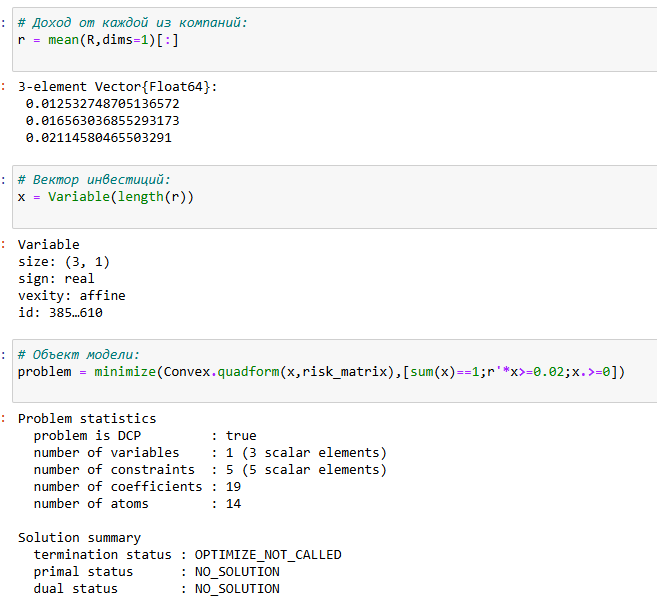 : # Доход от каждой из компаний:
r = mean(R,dims=1)[:]
: 3-element Vector{Float64}:
0.012532748705136572
0.016563036855293173
0.02114580465503291
: # Вектор инвестиций:
x = Variable(length(r))
: Variable
size: (3, 1)
sign: real
vexity: affine
id: 385…610
: # Объект модели:
problem = minimize(Convex.quadform(x,risk_matrix),[sum(x)==1;r'*x>=0.02;x.>=0])
: Problem statistics
problem is DCP : true
number of variables : 1 (3 scalar elements)
number of constraints : 5 (5 scalar elements)
number of coefficients : 19
number of atoms : 14
Solution summary
termination status : OPTIMIZE_NOT_CALLED
primal status : NO_SOLUTION
dual status : NO_SOLUTION